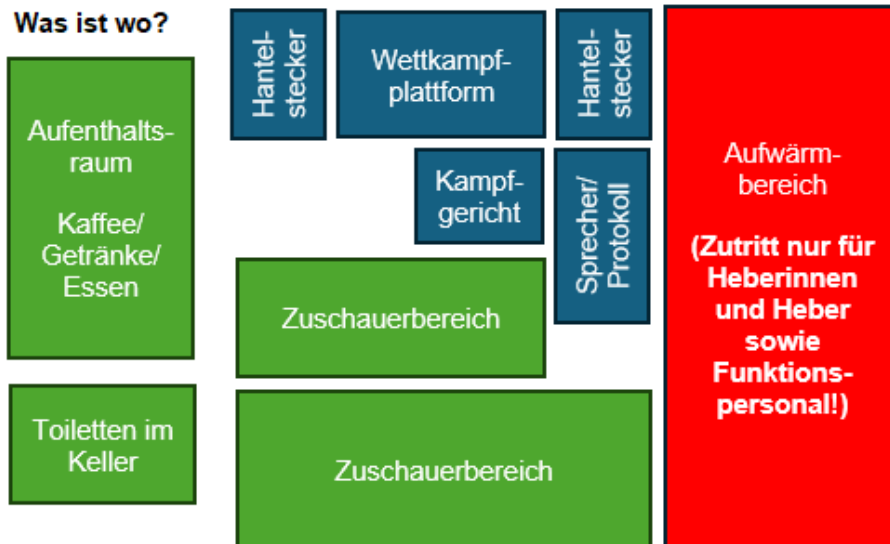 Was ist wo?
Aufenthalts-
raum
Kaffee/
Getränke/
Essen
Toiletten im
Keller
Hantel-
stecker
Wettkampf-
plattform
Hantel-
stecker
Kampf-
gericht
Sprecher/
Protokoll
Zuschauerbereich
Zuschauerbereich
Aufwärm-
bereich
(Zutritt nur für
Heberinnen
und Heber
sowie
Funktions-
personal!)